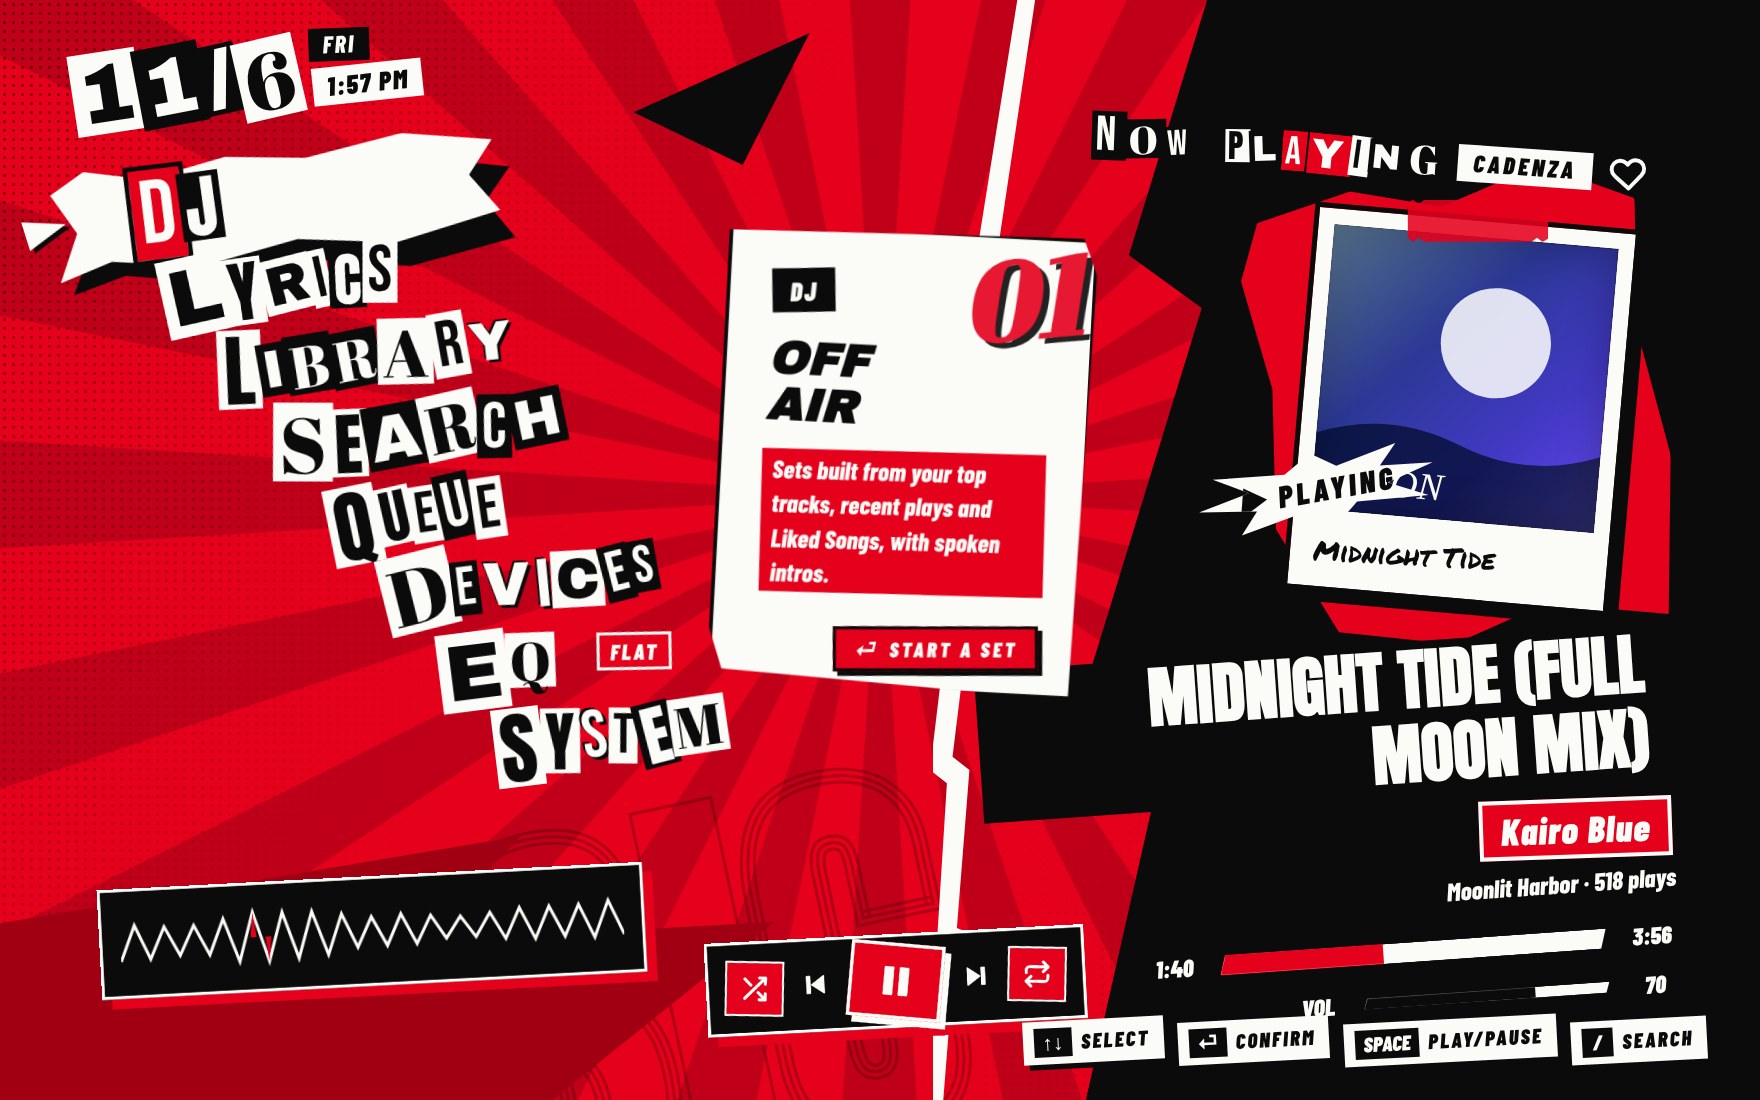 11/6
FRI
1:57 PM
DJ
LYRICS
LIBRARY
SEARCH
QUEUE
DEVICES
EQ
FLAT
SYSTEM
DJ
01
OFF
AIR
Sets built from your top
tracks, recent plays and
Liked Songs, with spoken
intros.
START A SET
NOW PLAYING
CADENZA
PLAYING
MIDNIGHT TIDE
MIDNIGHT TIDE (FULL
MOON MIX)
Kairo Blue
Moonlit Harbor · 518 plays
1:40
3:56
VOL
70
↑↓ SELECT
CONFIRM
SPACE PLAY/PAUSE
/ SEARCH